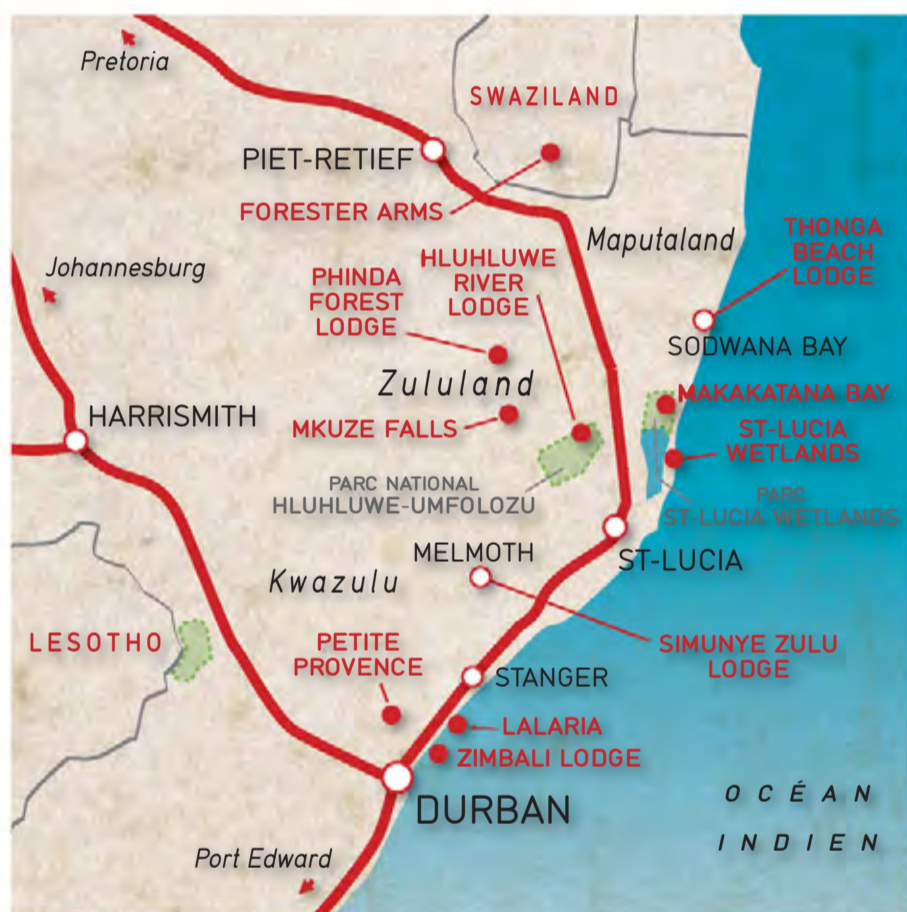 Pretoria
SWAZILAND
PIET-RETIEF
FORESTER ARMS
Maputaland
THONGA
BEACH
LODGE
Johannesburg
PHINDA
FOREST
LODGE
HLUHLUWE
RIVER
LODGE
SODWANA BAY
Zululand
HARRISMITH
MKUZE FALLS
MAKAKATANA BAY
ST-LUCIA
WETLANDS
PARC NATIONAL
HLUHLUWE-UMFOLOZU
PARC
ST-LUCIA WETLANDS
MELMOTH
ST-LUCIA
Kwazulu
LESOTHO
PETITE
PROVENCE
SIMUNYE ZULU
LODGE
STANGER
LALARIA
ZIMBALI LODGE
DURBAN
OCÉAN
INDIEN
Port Edward